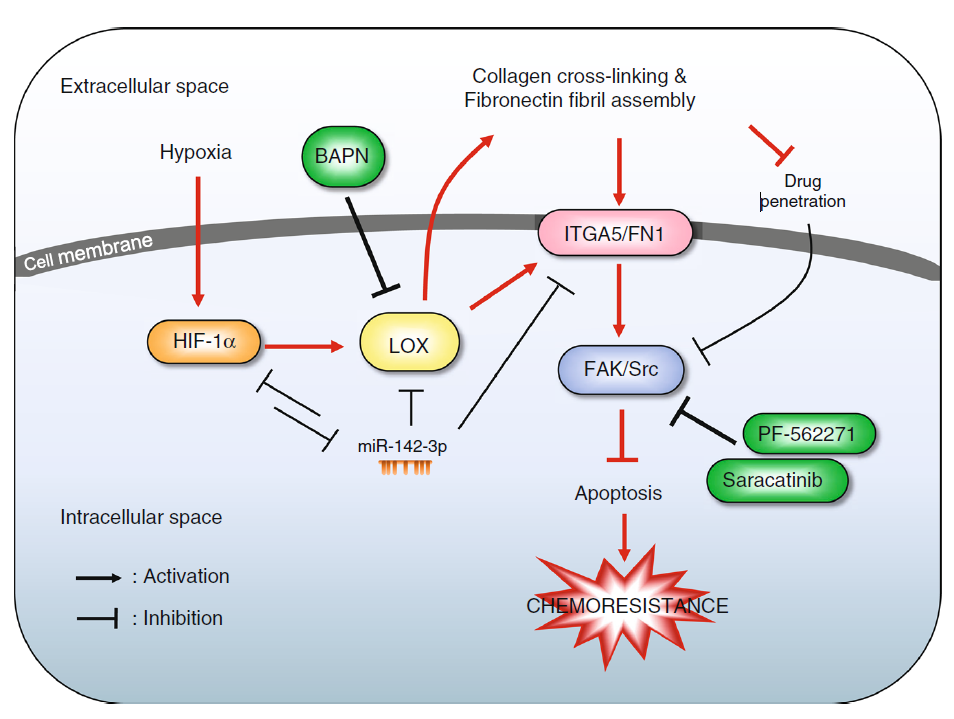 Extracellular space
Collagen cross-linking &
Fibronectin fibril assembly
Hypoxia
BAPN
Drug
penetration
Cell membrane
ITGA5/FN1
HIF-1α
LOX
FAK/Src
miR-142-3p
PF-562271
Saracatinib
Apoptosis
Intracellular space
: Activation
: Inhibition
CHEMORESISTANCE